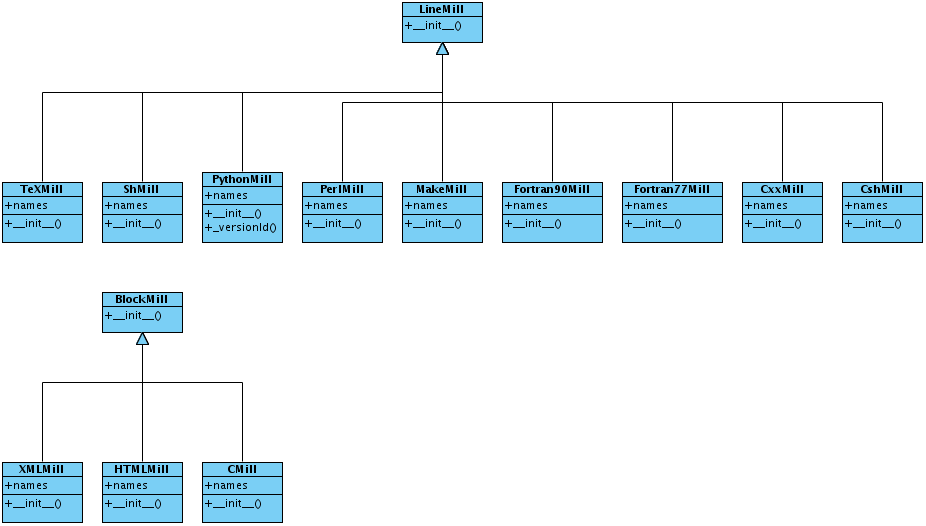 LineMill
+__init__()
TeXMill
+names
+__init__()
ShMill
+names
+__init__()
PythonMill
+names
+__init__()
+_versionId()
PerlMill
+names
+__init__()
MakeMill
+names
+__init__()
Fortran90Mill
+names
+__init__()
Fortran77Mill
+names
+__init__()
CxxMill
+names
+__init__()
CshMill
+names
+__init__()
BlockMill
+__init__()
XMLMill
+names
+__init__()
HTMLMill
+names
+__init__()
CMill
+names
+__init__()